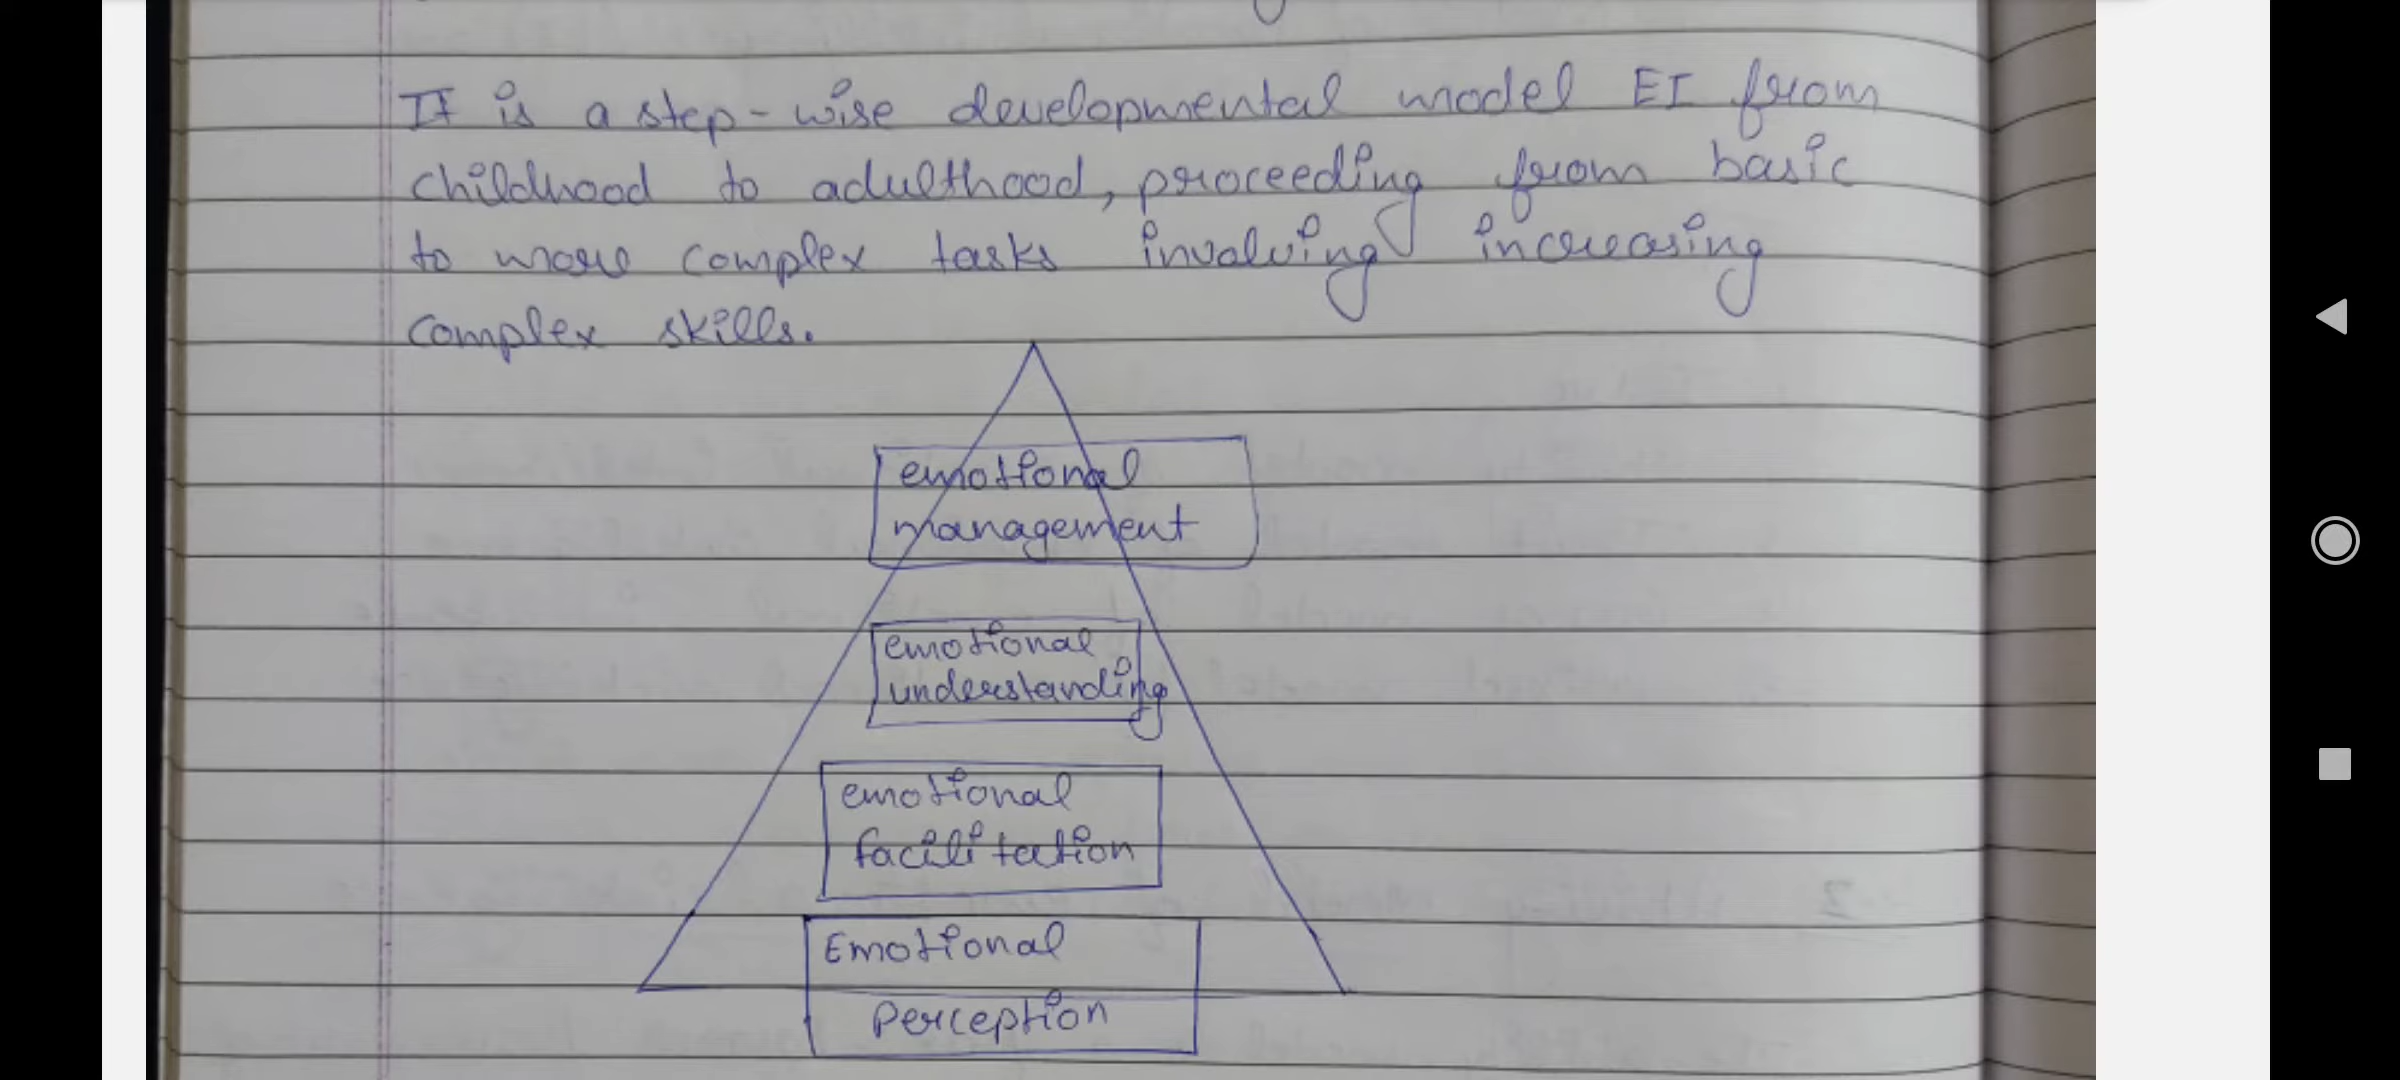 It is a step-wise developmental model EI from
childhood to adulthood, proceeding from basic
to more complex tasks involving increasing
complex skills.
emotional
management
emotional
understanding
emotional
facilitation
Emotional
Perception